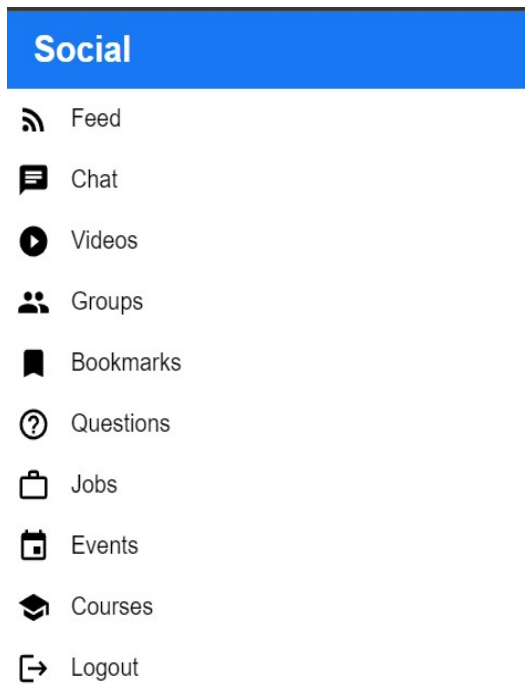 Social
Feed
Chat
Videos
Groups
Bookmarks
Questions
Jobs
Events
Courses
Logout